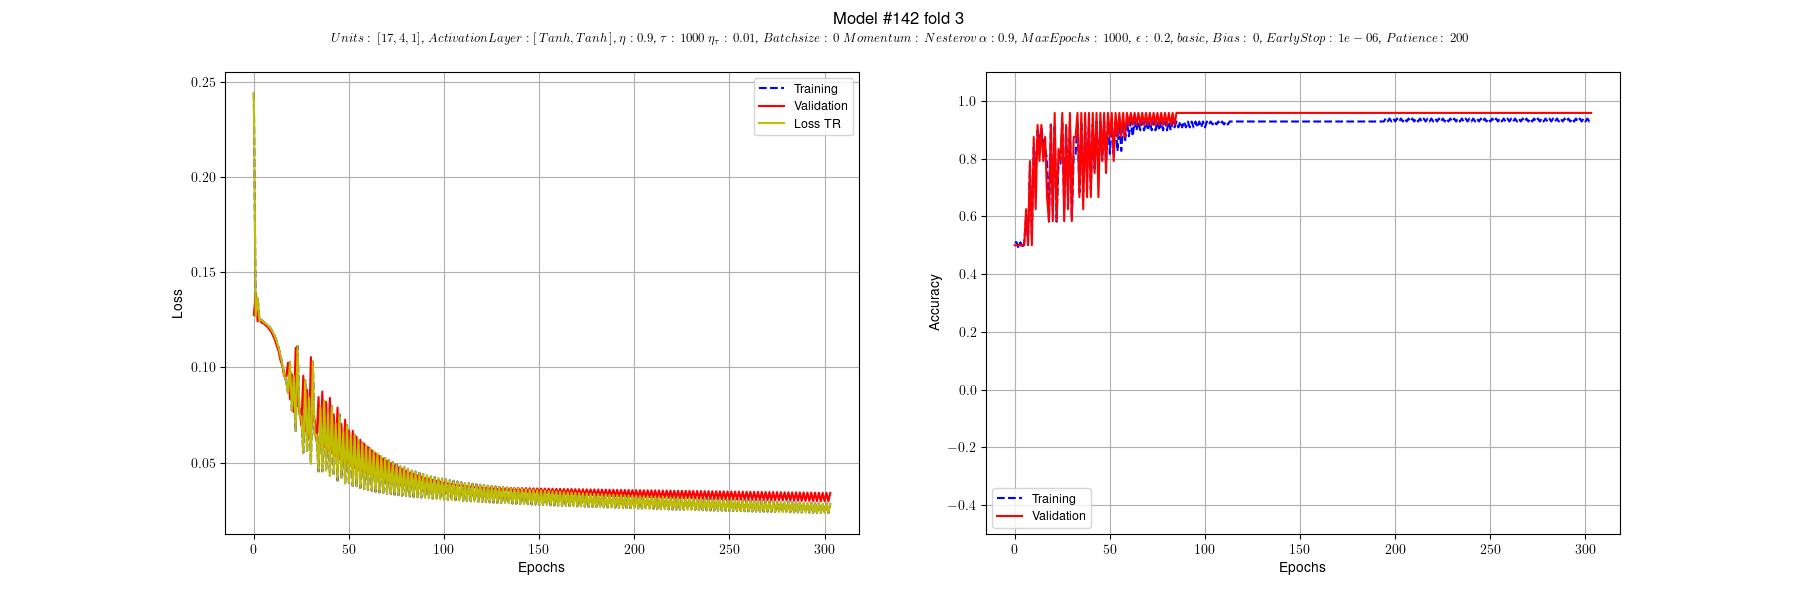 Model #142 fold 3
Units : [17, 4, 1], ActivationLayer : [Tanh, Tanh], η : 0.9, τ : 1000 η_τ : 0.01, Batchsize : 0 Momentum : Nesterov α : 0.9, MaxEpochs : 1000, ϵ : 0.2, basic, Bias : 0, EarlyStop : 1e − 06, Patience : 200
0.25
0.20
0.15
0.10
0.05
Loss
0 50 100 150 200 250 300
Epochs
Training
Validation
Loss TR
1.0
0.8
0.6
0.4
0.2
0.0
−0.2
−0.4
Accuracy
0 50 100 150 200 250 300
Epochs
Training
Validation